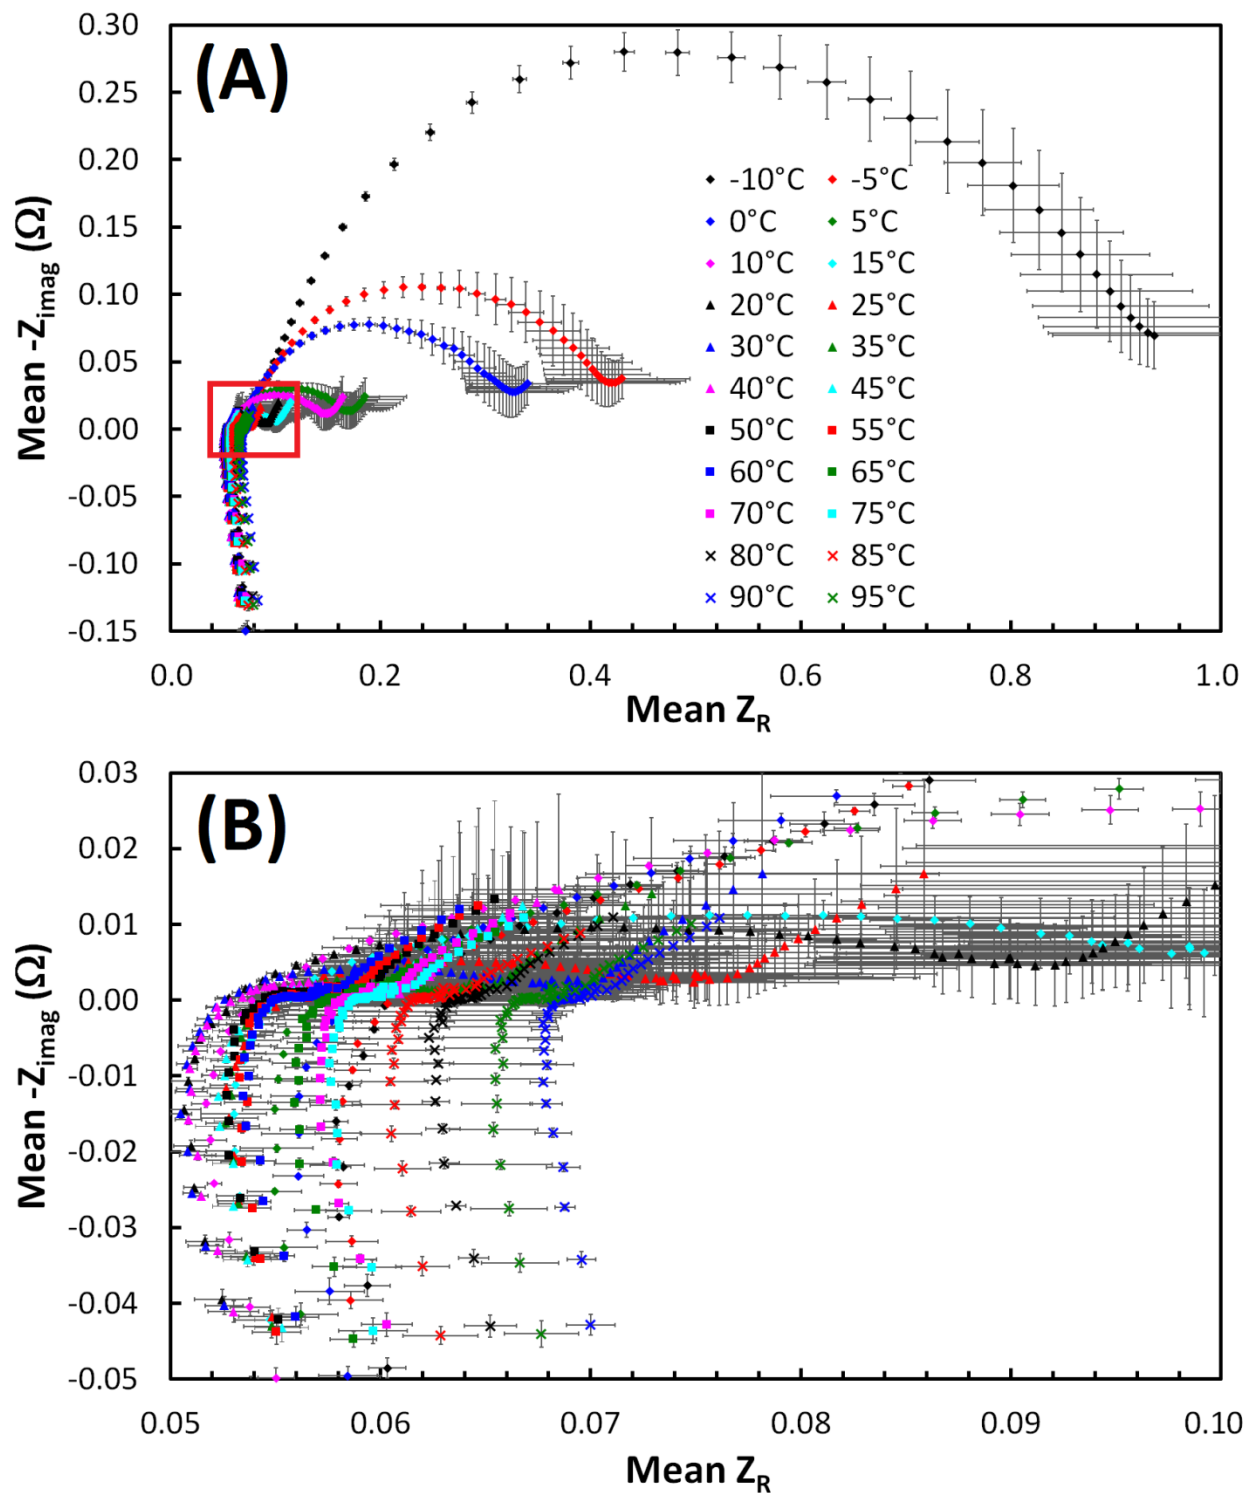 (A)
Mean -Z_imag (Ω)
0.30
0.25
0.20
0.15
0.10
0.05
0.00
-0.05
-0.10
-0.15
-10°C -5°C
0°C 5°C
10°C 15°C
20°C 25°C
30°C 35°C
40°C 45°C
50°C 55°C
60°C 65°C
70°C 75°C
80°C 85°C
90°C 95°C
0.0 0.2 0.4 0.6 0.8 1.0
Mean Z_R
(B)
Mean -Z_imag (Ω)
0.03
0.02
0.01
0.00
-0.01
-0.02
-0.03
-0.04
-0.05
0.05 0.06 0.07 0.08 0.09 0.10
Mean Z_R